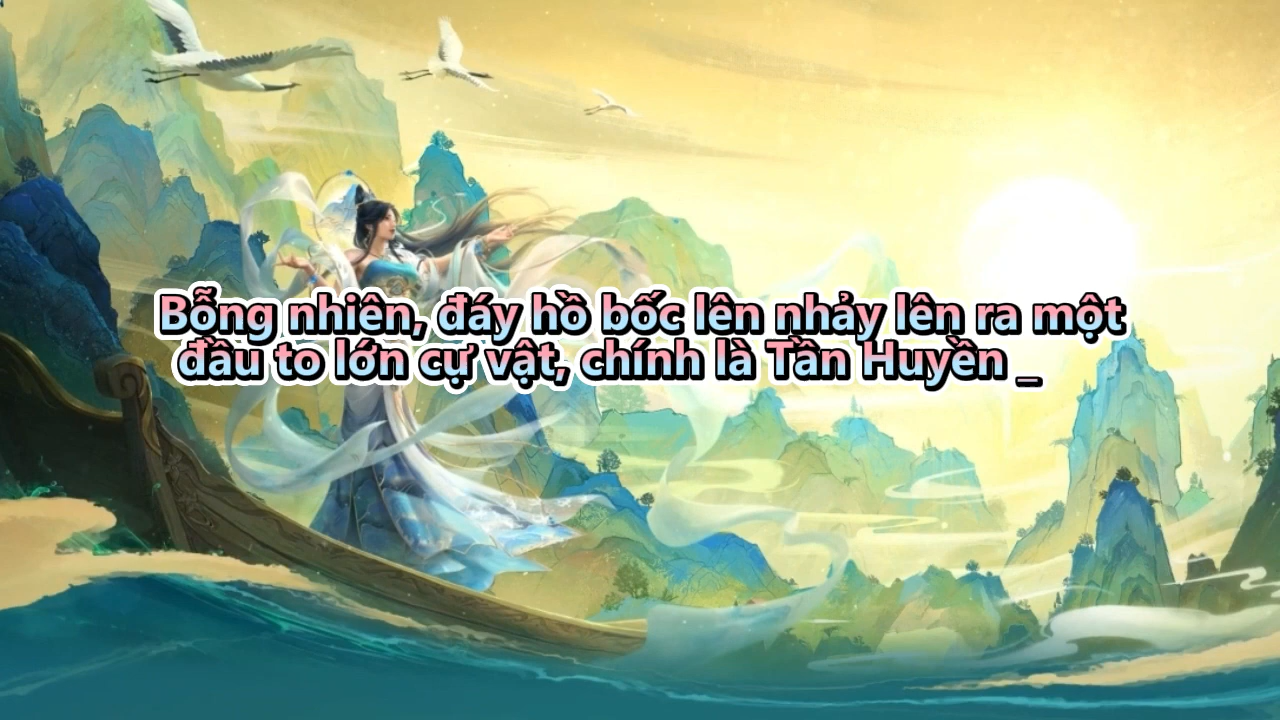 Bỗng nhiên, đáy hồ bốc lên nhảy lên ra một
đầu to lớn cự vật, chính là Tần Huyền _